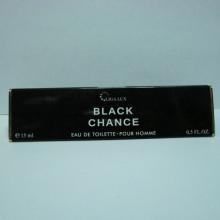 BLACK
CHANCE
EAU DE TOILETTE - POUR HOMME
℮ 15 ml
0.5 FL.OZ.